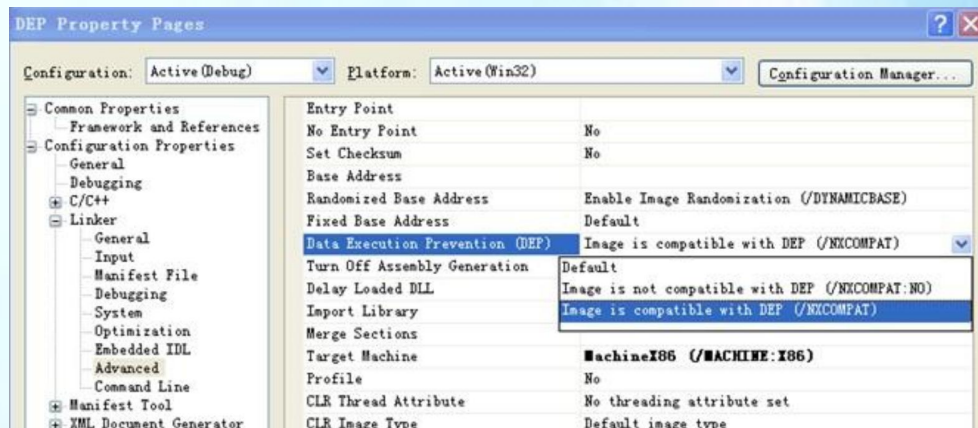 DEP Property Pages
Configuration: Active(Debug) Platform: Active(Win32) Configuration Manager...
Common Properties
Framework and References
Configuration Properties
General
Debugging
C/C++
Linker
General
Input
Manifest File
Debugging
System
Optimization
Embedded IDL
Advanced
Command Line
Manifest Tool
XML Document Generator
Entry Point
No Entry Point No
Set Checksum No
Base Address
Randomized Base Address Enable Image Randomization (/DYNAMICBASE)
Fixed Base Address Default
Data Execution Prevention (DEP) Image is compatible with DEP (/NXCOMPAT)
Turn Off Assembly Generation Default
Delay Loaded DLL Image is not compatible with DEP (/NXCOMPAT:NO)
Import Library Image is compatible with DEP (/NXCOMPAT)
Merge Sections
Target Machine MachineX86 (/MACHINE:X86)
Profile No
CLR Thread Attribute No threading attribute set
CLR Image Type Default image type